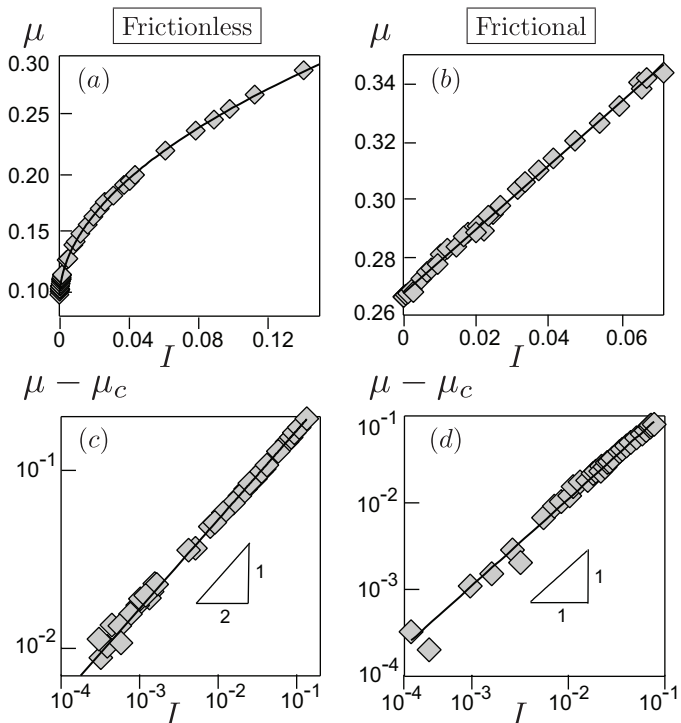 μ Frictionless μ Frictional
(a)
0.30
0.25
0.20
0.15
0.10
0 0.04 0.08 0.12
I
(b)
0.34
0.32
0.30
0.28
0.26
0 0.02 0.04 0.06
I
μ − μc
(c)
10⁻¹
10⁻²
1
2
10⁻⁴ 10⁻³ 10⁻² 10⁻¹
I
μ − μc
(d)
10⁻¹
10⁻²
10⁻³
10⁻⁴
1
1
10⁻⁴ 10⁻³ 10⁻² 10⁻¹
I